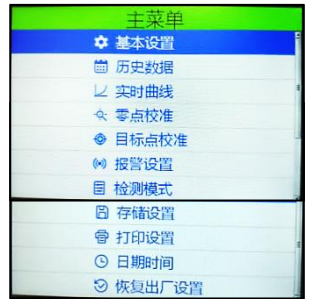 主菜单
基本设置
历史数据
实时曲线
零点校准
目标点校准
报警设置
检测模式
存储设置
打印设置
日期时间
恢复出厂设置